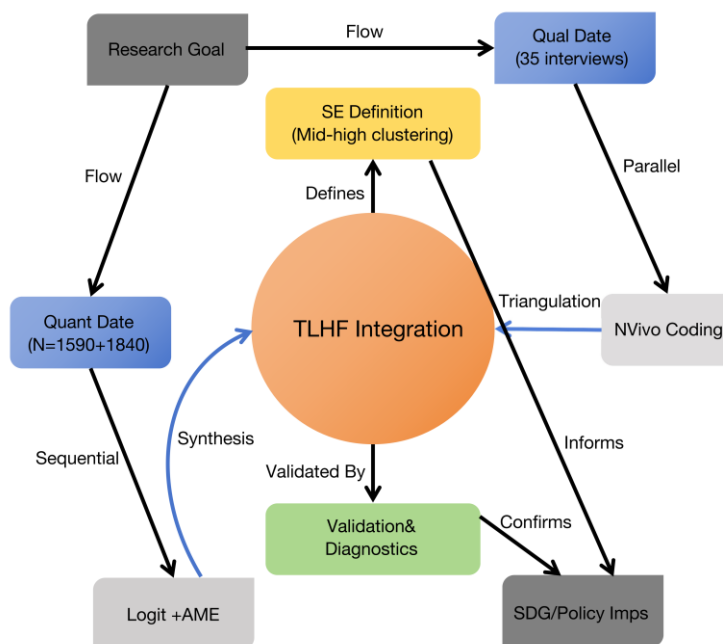 Flow
Research Goal
Qual Date
(35 interviews)
SE Definition
(Mid-high clustering)
Flow
Parallel
Defines
Triangulation
TLHF Integration
Quant Date
(N=1590+1840)
NVivo Coding
Synthesis
Sequential
Informs
Validated By
Validation&
Diagnostics
Confirms
Logit +AME
SDG/Policy Imps